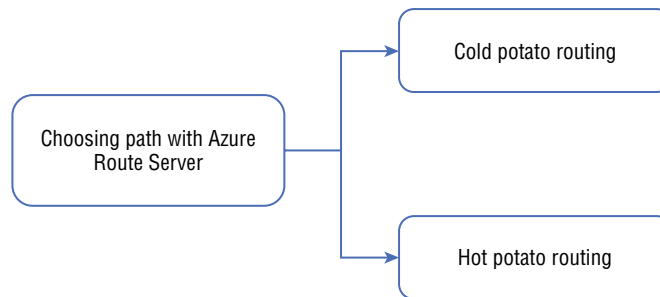 Cold potato routing
Choosing path with Azure
Route Server
Hot potato routing